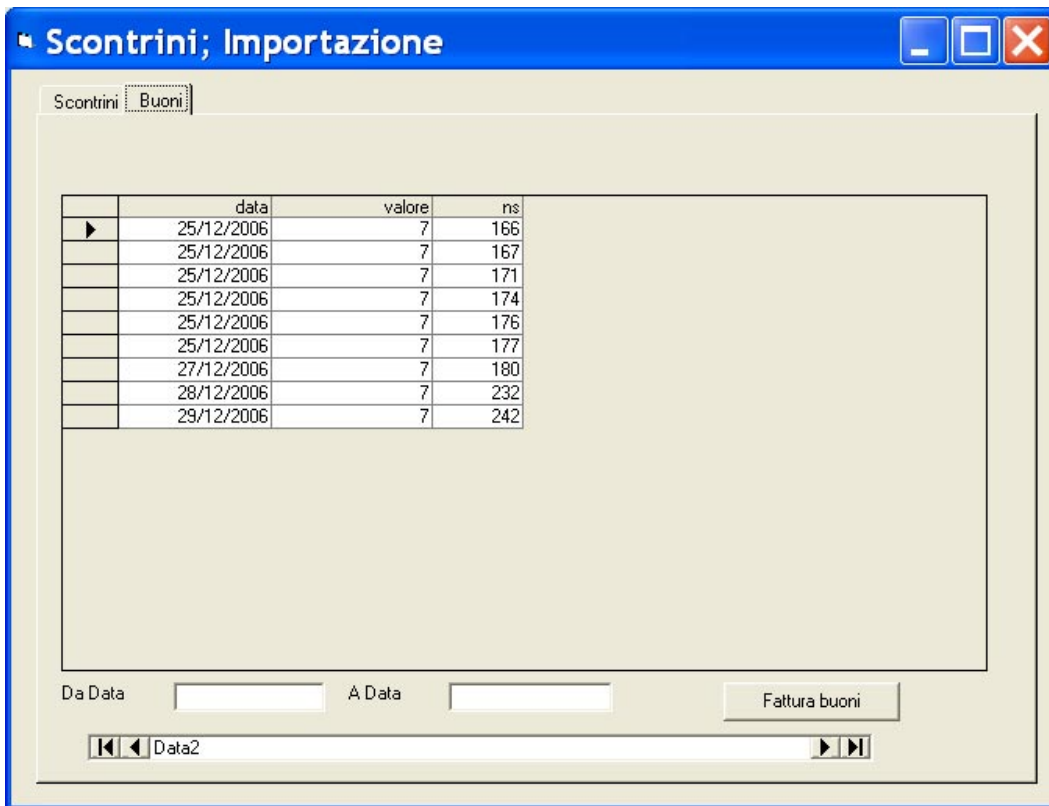 Scontrini; Importazione
Scontrini Buoni
data valore ns
25/12/2006 7 166
25/12/2006 7 167
25/12/2006 7 171
25/12/2006 7 174
25/12/2006 7 176
25/12/2006 7 177
27/12/2006 7 180
28/12/2006 7 232
29/12/2006 7 242
Da Data A Data Fattura buoni
Data2